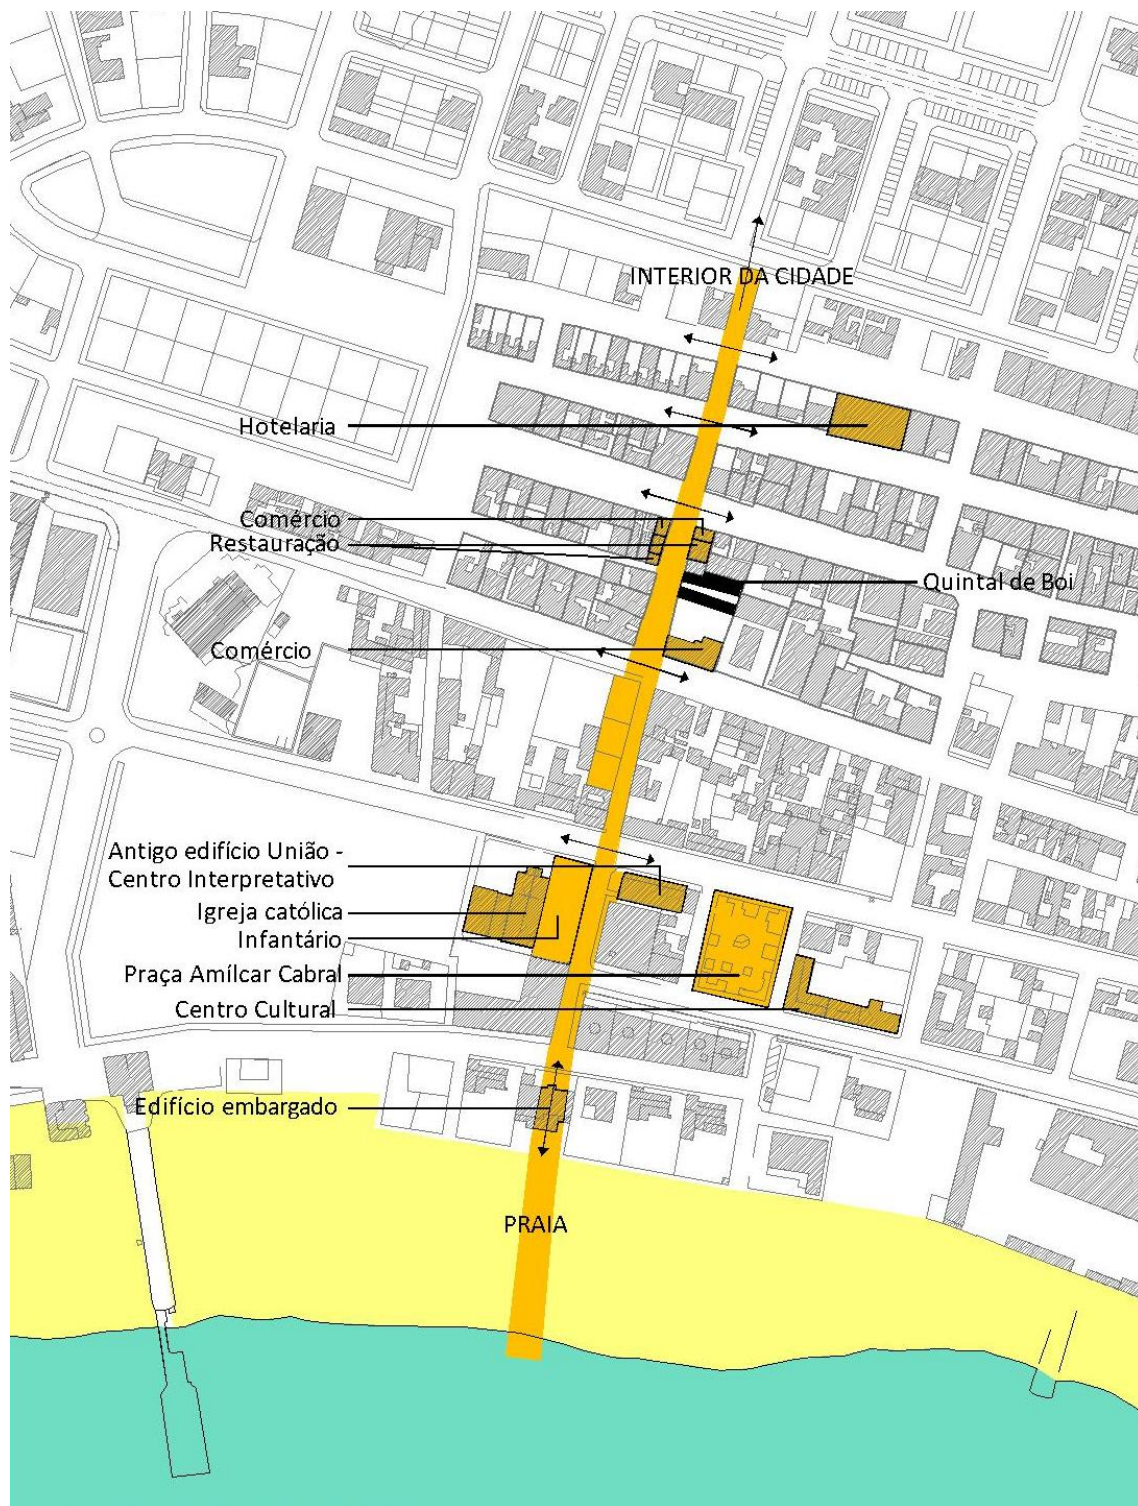 INTERIOR DA CIDADE
Hotelaria
Comércio
Restauração
Quintal de Boi
Comércio
Antigo edifício União -
Centro Interpretativo
Igreja católica
Infantário
Praça Amílcar Cabral
Centro Cultural
Edifício embargado
PRAIA